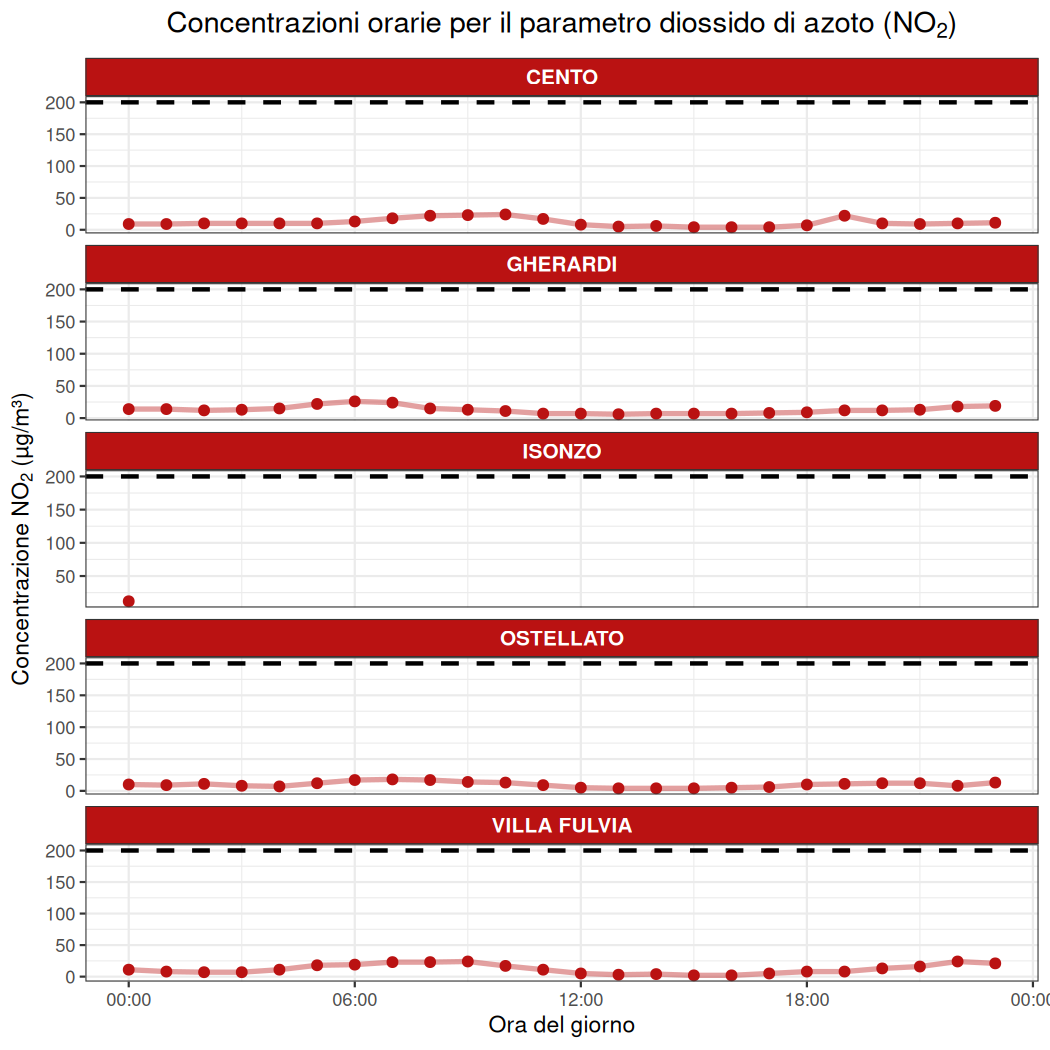 Concentrazioni orarie per il parametro diossido di azoto (NO₂)
CENTO
200
150
100
50
0
GHERARDI
200
150
100
50
0
ISONZO
200
150
100
50
OSTELLATO
200
150
100
50
0
VILLA FULVIA
200
150
100
50
0
Concentrazione NO₂ (µg/m³)
00:00 06:00 12:00 18:00 00:0
Ora del giorno